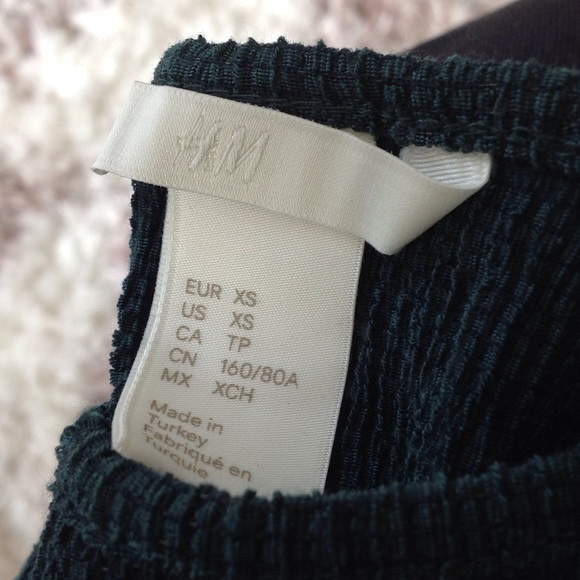 H&M
EUR XS
US XS
CA TP
CN 160/80A
MX XCH
Made in
Turkey
Fabriqué en
Turquie